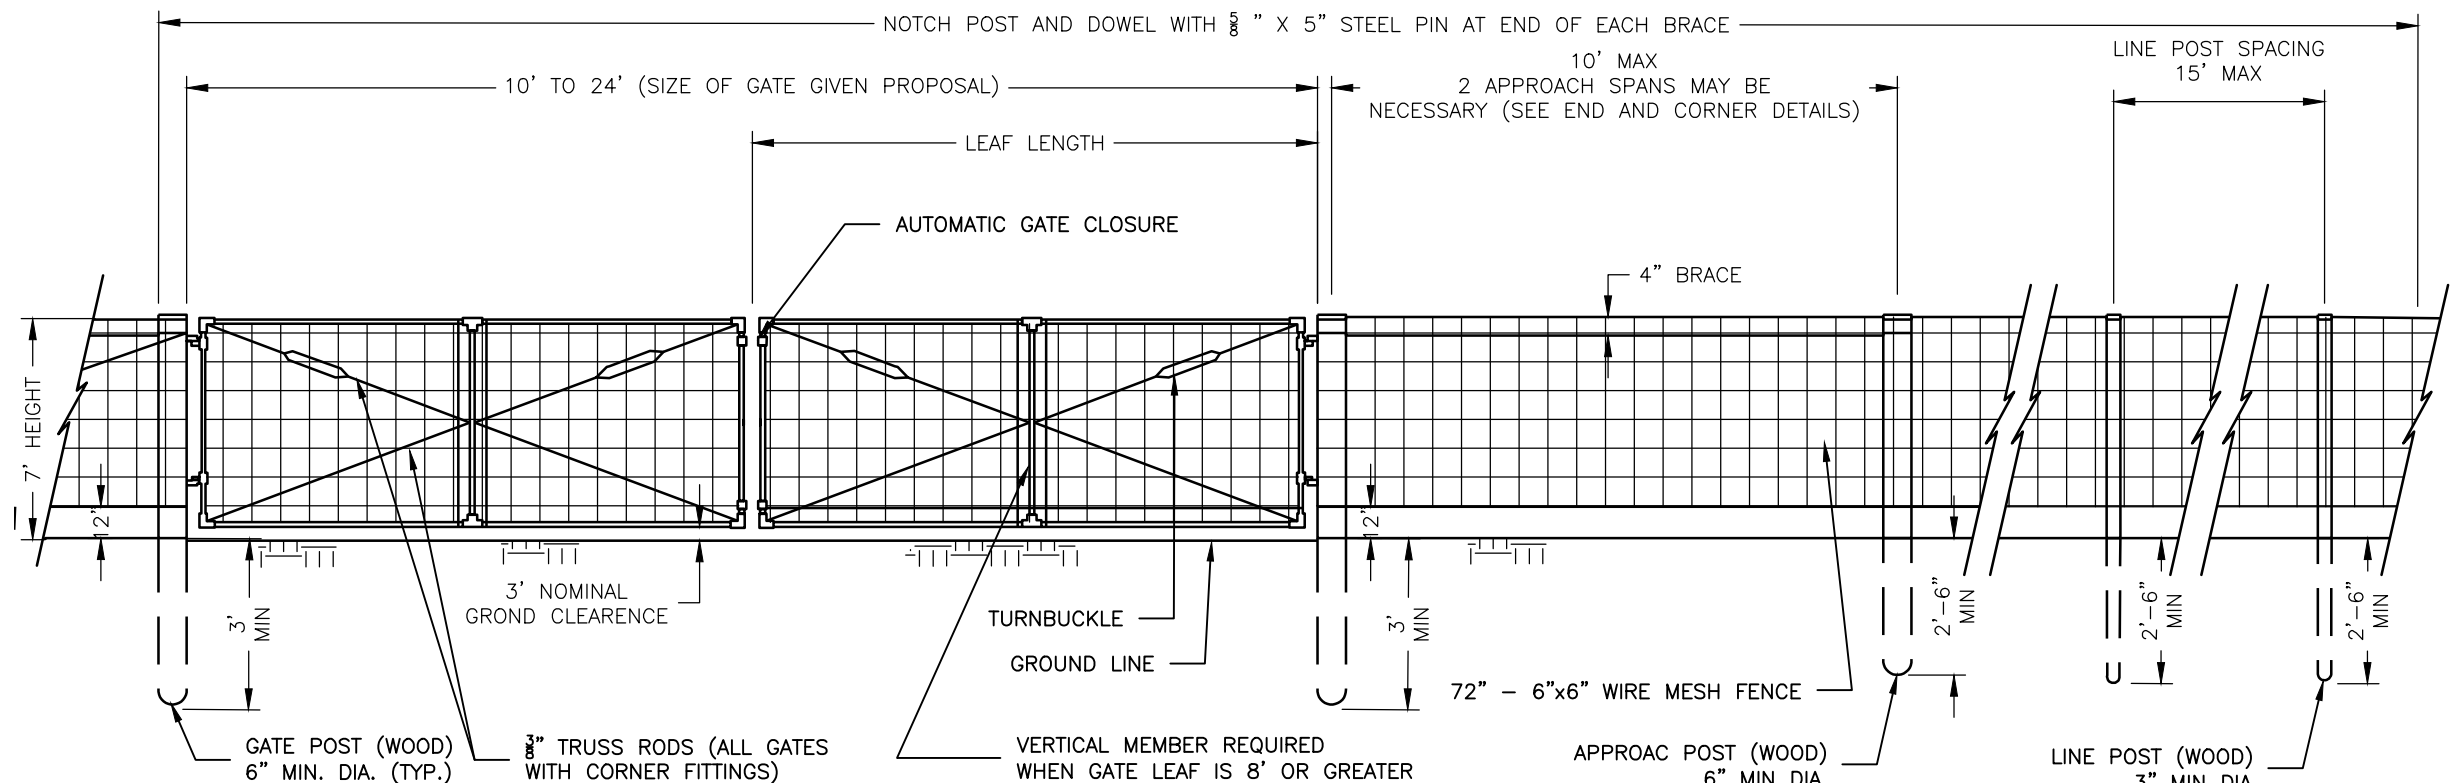 NOTCH POST AND DOWEL WITH 5/8 " X 5" STEEL PIN AT END OF EACH BRACE
10' TO 24' (SIZE OF GATE GIVEN PROPOSAL)
10' MAX
2 APPROACH SPANS MAY BE
NECESSARY (SEE END AND CORNER DETAILS)
LINE POST SPACING
15' MAX
LEAF LENGTH
AUTOMATIC GATE CLOSURE
4" BRACE
7' HEIGHT
12"
12"
3' NOMINAL
GROND CLEARENCE
3'
MIN
TURNBUCKLE
GROUND LINE
3'
MIN
2'-6"
MIN
2'-6"
MIN
2'-6"
MIN
72" - 6"x6" WIRE MESH FENCE
GATE POST (WOOD)
6" MIN. DIA. (TYP.)
3/8" TRUSS RODS (ALL GATES
WITH CORNER FITTINGS)
VERTICAL MEMBER REQUIRED
WHEN GATE LEAF IS 8' OR GREATER
APPROAC POST (WOOD)
6" MIN DIA
LINE POST (WOOD)
3" MIN DIA